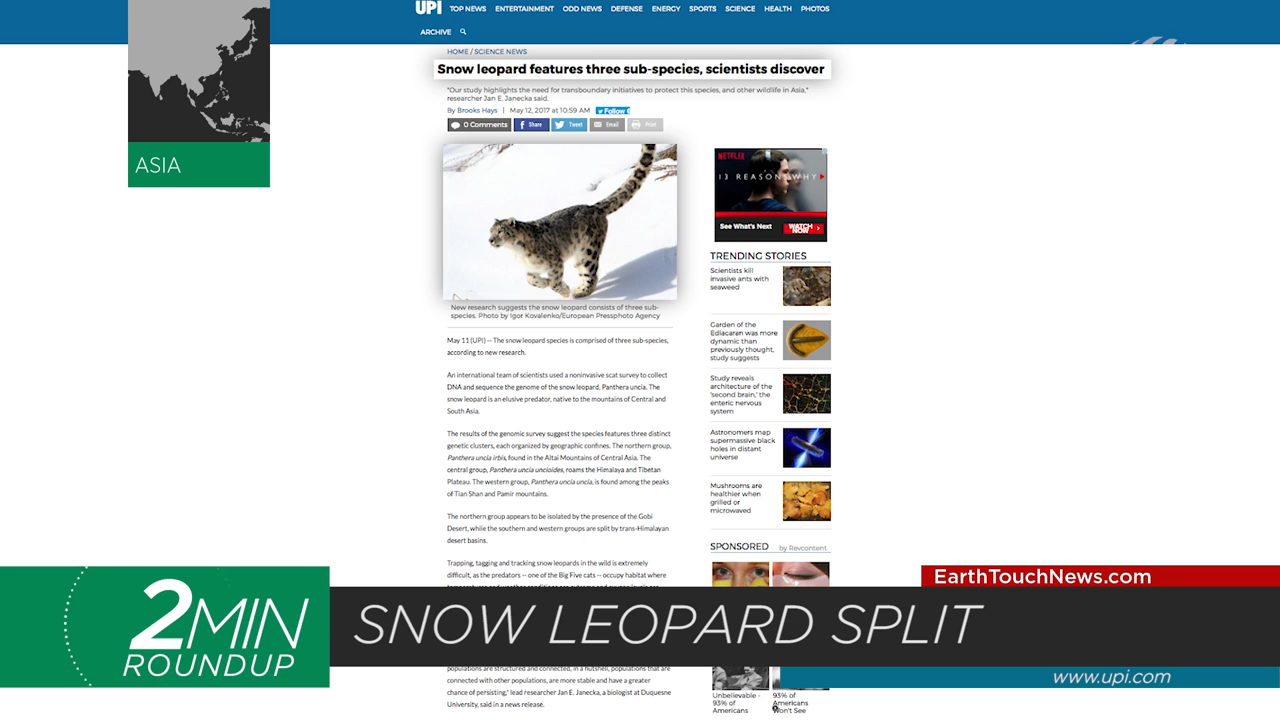 UPI TOP NEWS ENTERTAINMENT ODD NEWS DEFENSE ENERGY SPORTS SCIENCE HEALTH PHOTOS
ARCHIVE
HOME / SCIENCE NEWS
Snow leopard features three sub-species, scientists discover
"Our study highlights the need for transboundary initiatives to protect this species, and other wildlife in Asia,"
researcher Jan E. Janecka said.
By Brooks Hays | May 12, 2017 at 10:59 AM Follow
0 Comments Share Tweet Email Print
ASIA
New research suggests the snow leopard consists of three sub-
species. Photo by Igor Kovalenko/European Pressphoto Agency
May 11 (UPI) -- The snow leopard species is comprised of three sub-species,
according to new research.
An international team of scientists used a noninvasive scat survey to collect
DNA and sequence the genome of the snow leopard, Panthera uncia. The
snow leopard is an elusive predator, native to the mountains of Central and
South Asia.
The results of the genomic survey suggest the species features three distinct
genetic clusters, each organized by geographic confines. The northern group,
Panthera uncia irbis, found in the Altai Mountains of Central Asia. The
central group, Panthera uncia uncioides, roams the Himalaya and Tibetan
Plateau. The western group, Panthera uncia uncia, is found among the peaks
of Tian Shan and Pamir mountains.
The northern group appears to be isolated by the presence of the Gobi
Desert, while the southern and western groups are split by trans-Himalayan
desert basins.
Trapping, tagging and tracking snow leopards in the wild is extremely
difficult, as the predators -- one of the Big Five cats -- occupy habitat where
populations are structured and connected, in a nutshell, populations that are
connected with other populations, are more stable and have a greater
chance of persisting," lead researcher Jan E. Janecka, a biologist at Duquesne
University, said in a news release.
NETFLIX
13 REASONS WHY
See What's Next
WATCH
NOW
TRENDING STORIES
Scientists kill
invasive ants with
seaweed
Garden of the
Ediacaran was more
dynamic than
previously thought,
study suggests
Study reveals
architecture of the
'second brain,' the
enteric nervous
system
Astronomers map
supermassive black
holes in distant
universe
Mushrooms are
healthier when
grilled or
microwaved
SPONSORED by Revcontent
Unbelievable -
93% of
Americans
93% of
Americans
Won't See
EarthTouchNews.com
2MIN
ROUNDUP
SNOW LEOPARD SPLIT
www.upi.com